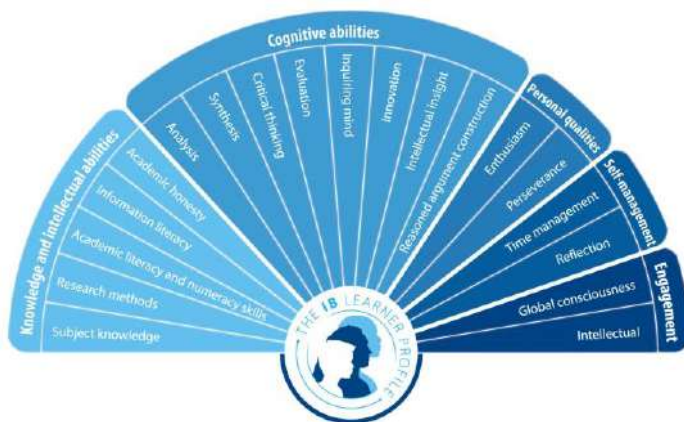 Knowledge and Intellectual abilities
Subject knowledge
Research methods
Academic literacy and numeracy skills
Information literacy
Academic honesty
Cognitive abilities
Analysis
Synthesis
Critical thinking
Evaluation
Inquiring mind
Innovation
Intellectual insight
Reasoned argument construction
Personal qualities
Enthusiasm
Perseverance
Self-management
Time management
Reflection
Engagement
Global consciousness
Intellectual
THE IB LEARNER PROFILE